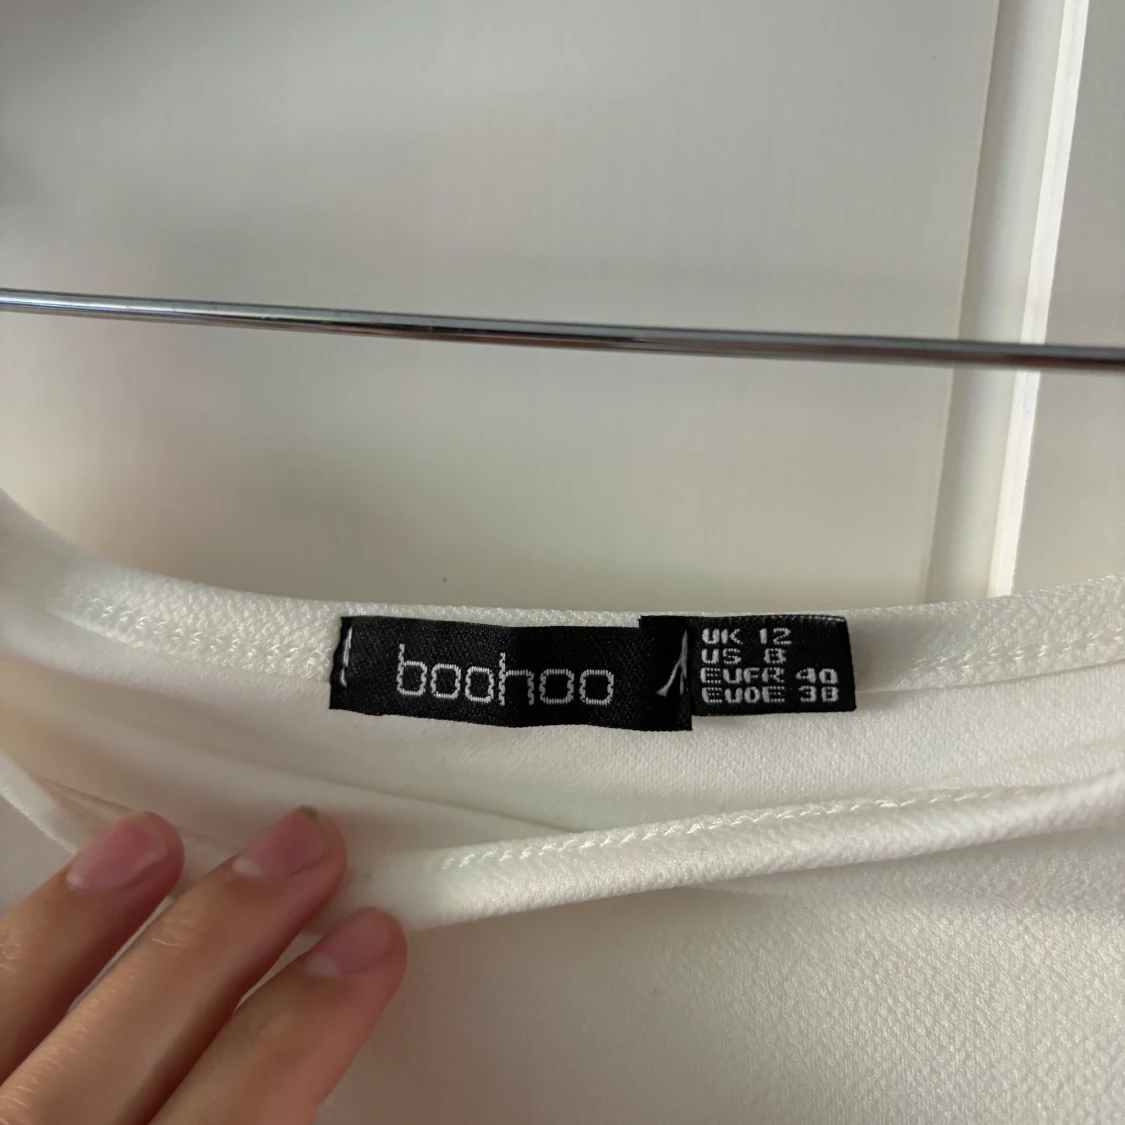 boohoo
UK 12
US 8
EUFR 40
EUDE 38